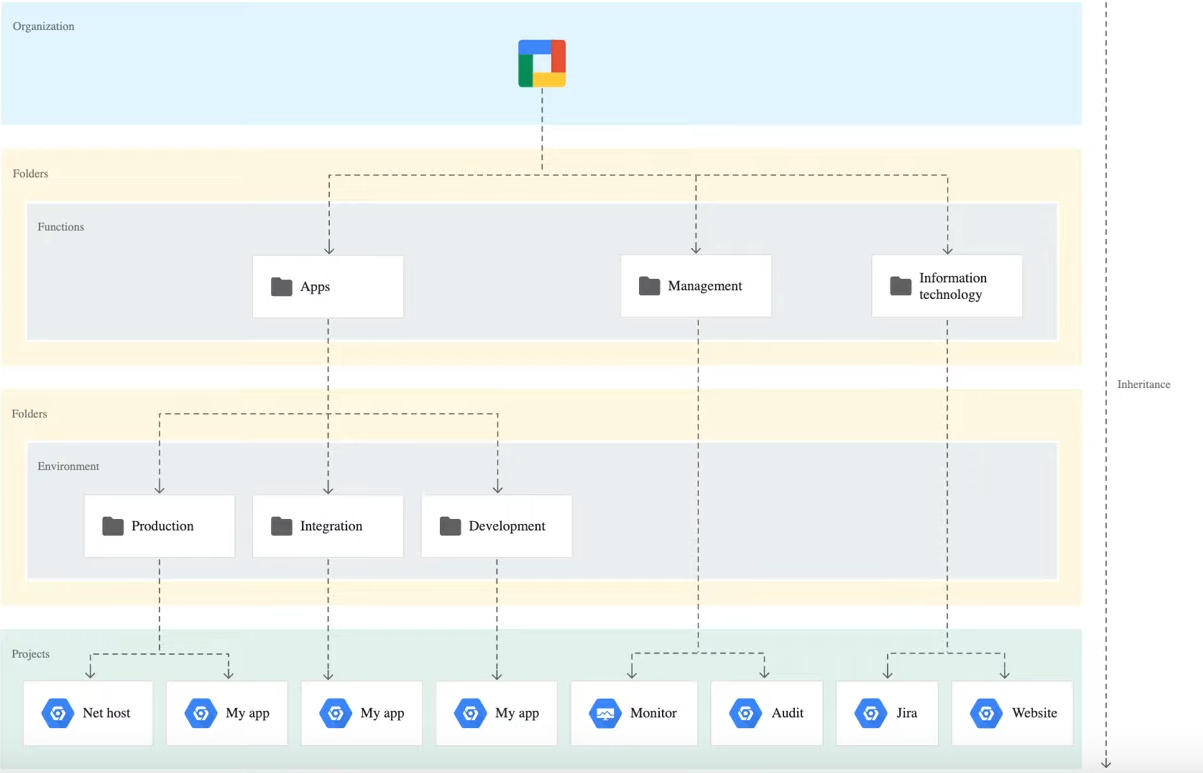 Organization
Folders
Functions
Apps
Management
Information
technology
Inheritance
Folders
Environment
Production
Integration
Development
Projects
Net host
My app
My app
My app
Monitor
Audit
Jira
Website